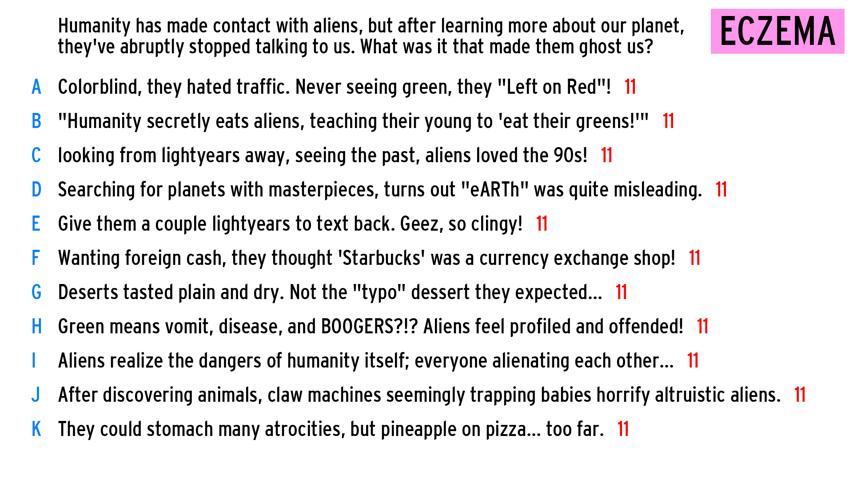 Humanity has made contact with aliens, but after learning more about our planet,
they've abruptly stopped talking to us. What was it that made them ghost us?
ECZEMA
A Colorblind, they hated traffic. Never seeing green, they "Left on Red"! 11
B "Humanity secretly eats aliens, teaching their young to 'eat their greens!'" 11
C looking from lightyears away, seeing the past, aliens loved the 90s! 11
D Searching for planets with masterpieces, turns out "eARTh" was quite misleading. 11
E Give them a couple lightyears to text back. Geez, so clingy! 11
F Wanting foreign cash, they thought 'Starbucks' was a currency exchange shop! 11
G Deserts tasted plain and dry. Not the "typo" dessert they expected... 11
H Green means vomit, disease, and BOOGERS?!? Aliens feel profiled and offended! 11
I Aliens realize the dangers of humanity itself; everyone alienating each other... 11
J After discovering animals, claw machines seemingly trapping babies horrify altruistic aliens. 11
K They could stomach many atrocities, but pineapple on pizza... too far. 11